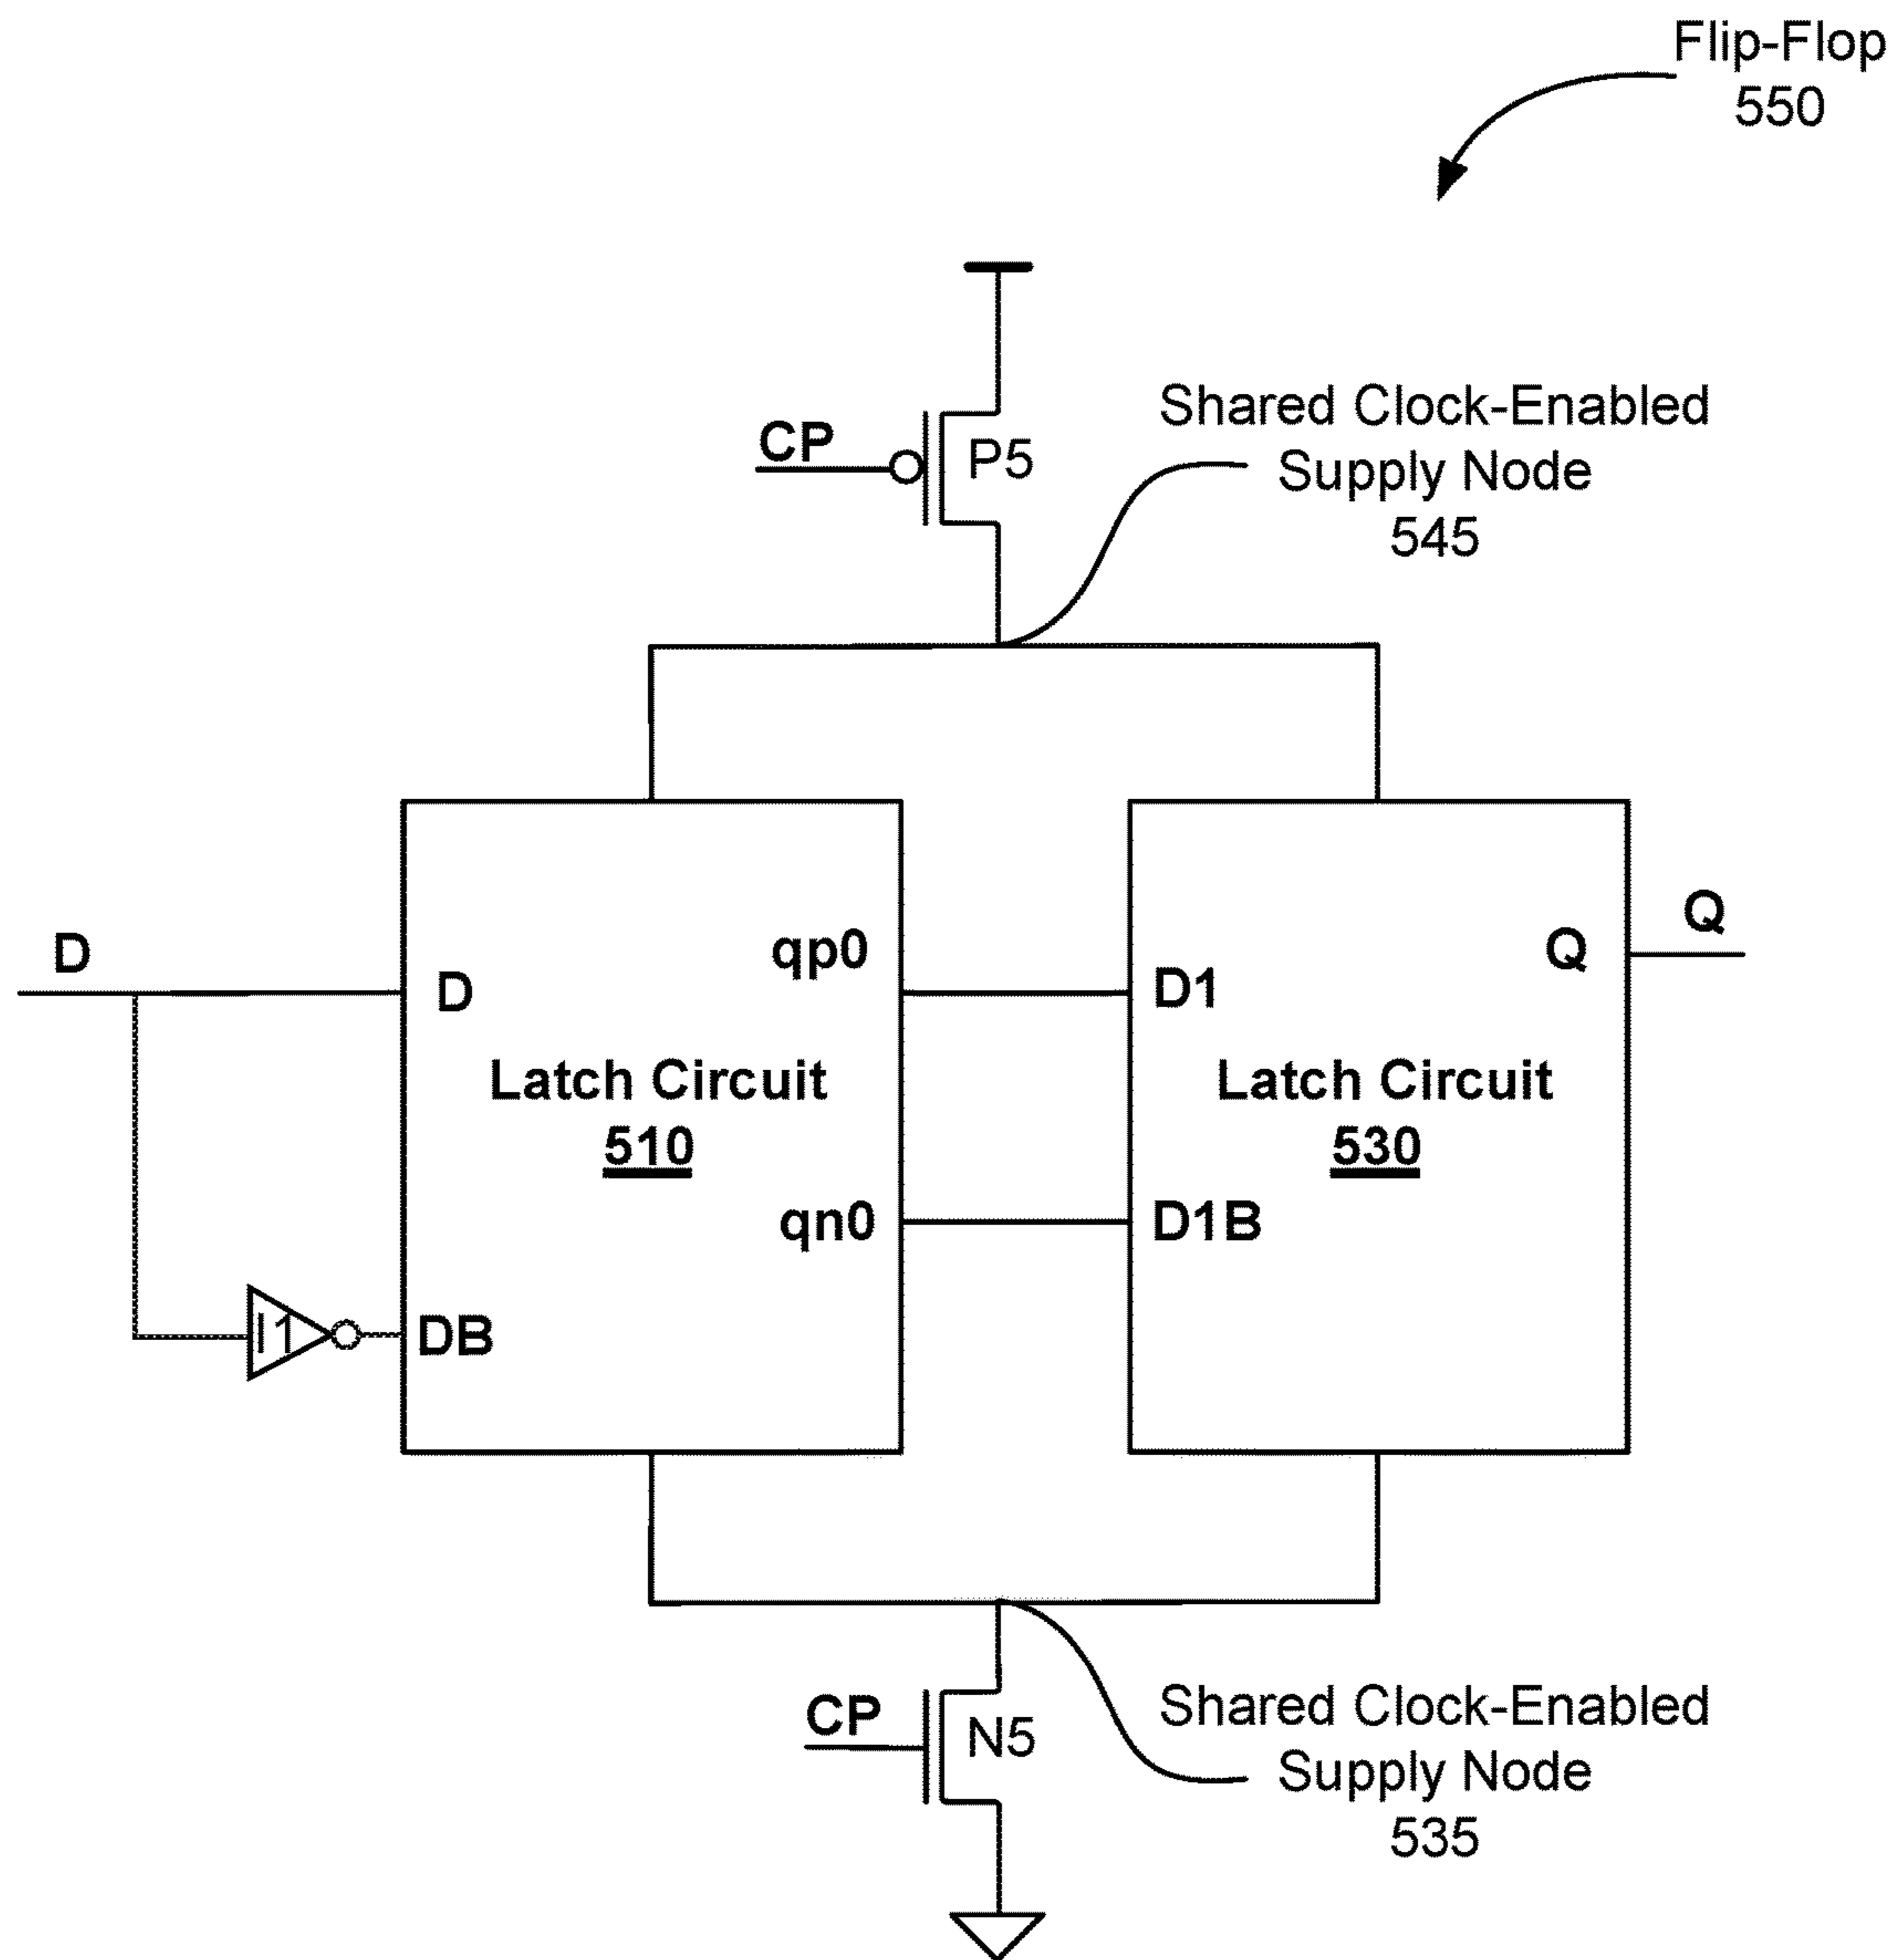 Flip-Flop
550
Shared Clock-Enabled
Supply Node
545
CP
P5
D
D
qp0
D1
Q
Q
Latch Circuit
510
Latch Circuit
530
qn0
D1B
I1
DB
CP
N5
Shared Clock-Enabled
Supply Node
535